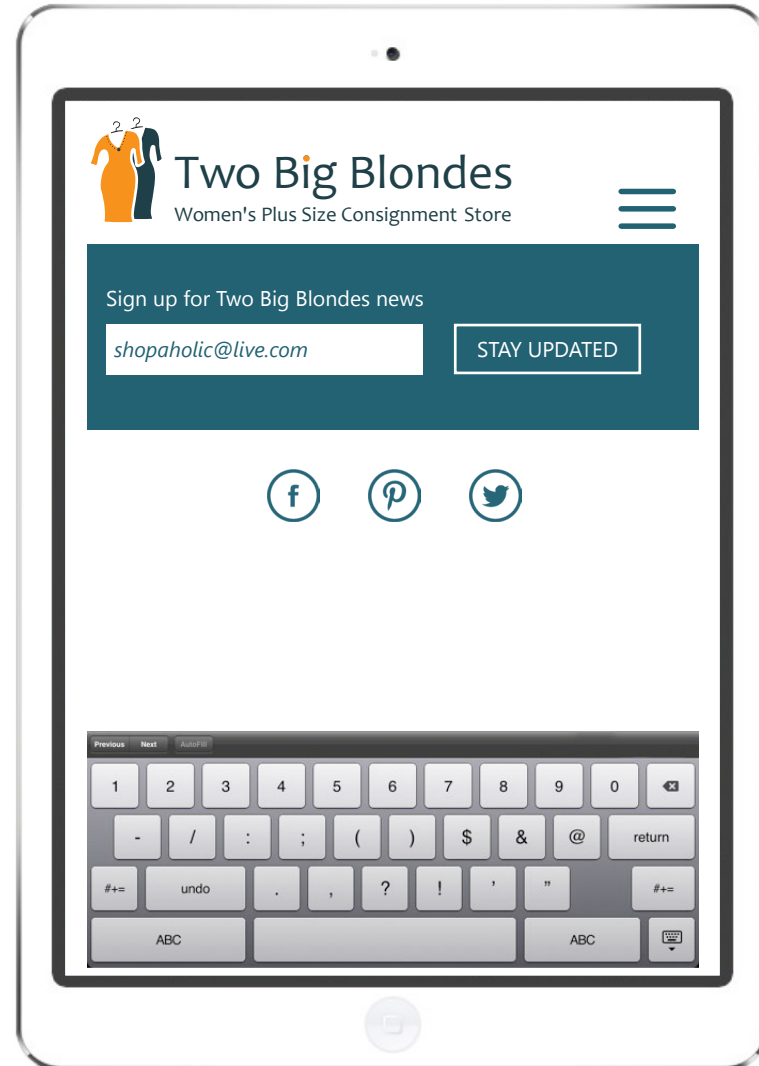 Two Big Blondes
Women's Plus Size Consignment Store
Sign up for Two Big Blondes news
shopaholic@live.com
STAY UPDATED
Previous Next AutoFill
1 2 3 4 5 6 7 8 9 0
- / : ; ( ) $ & @ return
#+= undo . , ? ! ' " #+=
ABC ABC